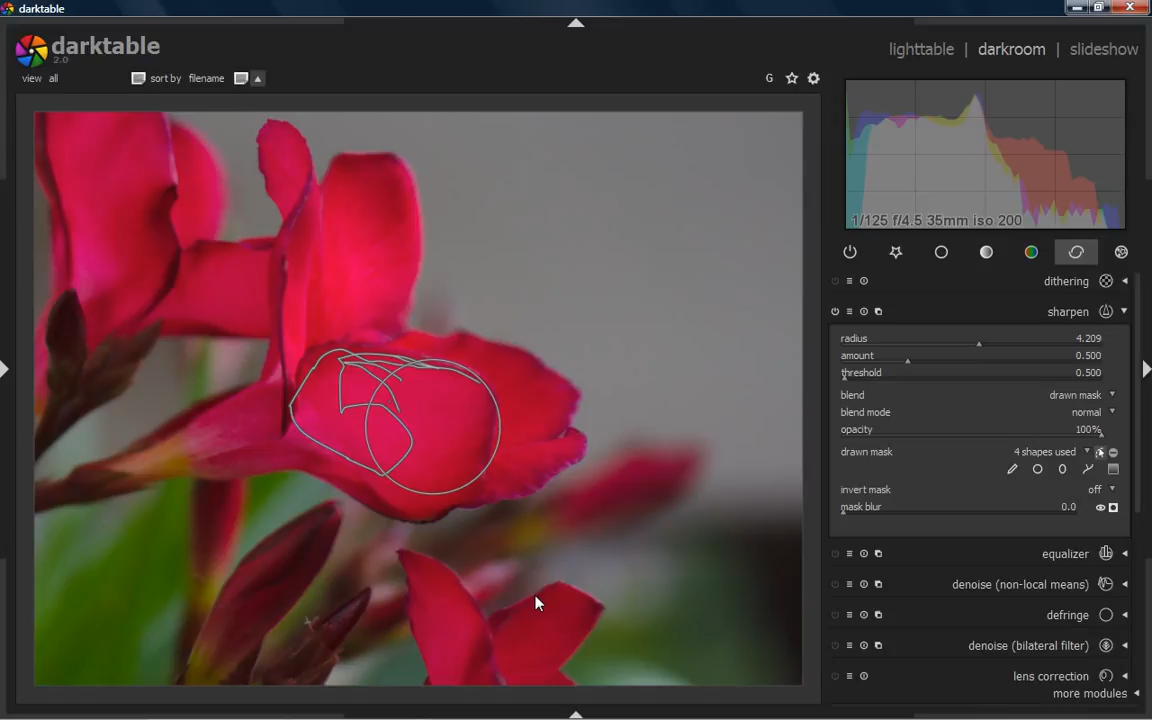 darktable
darktable
2.0
lighttable | darkroom | slideshow
view all sort by filename G
1/125 f/4.5 35mm iso 200
dithering
sharpen
radius 4.209
amount 0.500
threshold 0.500
blend drawn mask
blend mode normal
opacity 100%
drawn mask 4 shapes used
invert mask off
mask blur 0.0
equalizer
denoise (non-local means)
defringe
denoise (bilateral filter)
lens correction
more modules